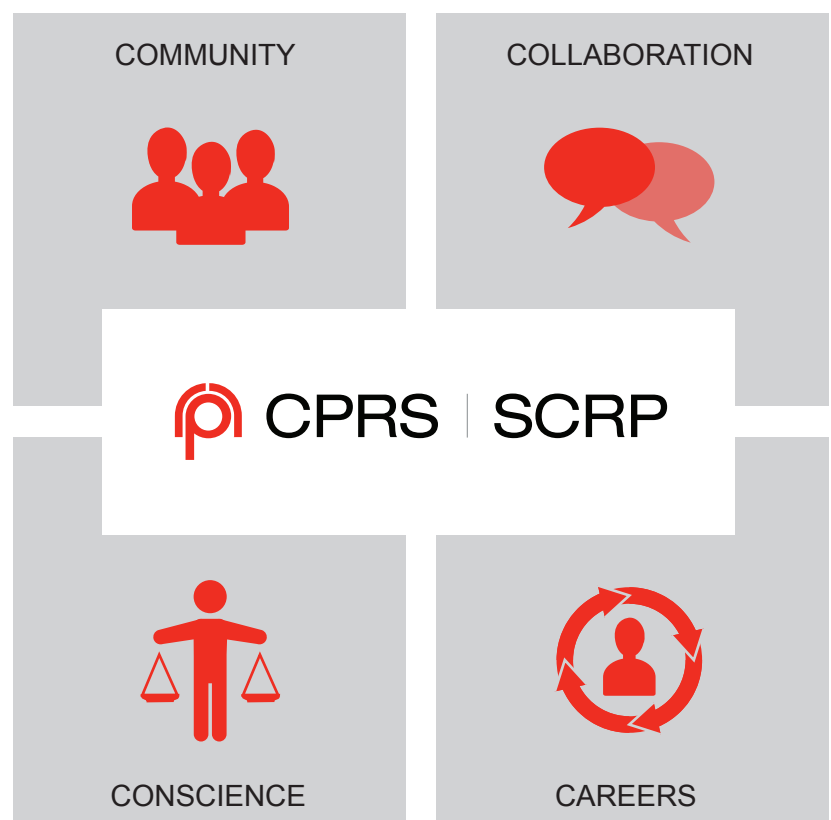 COMMUNITY
COLLABORATION
CPRS | SCRP
CONSCIENCE
CAREERS